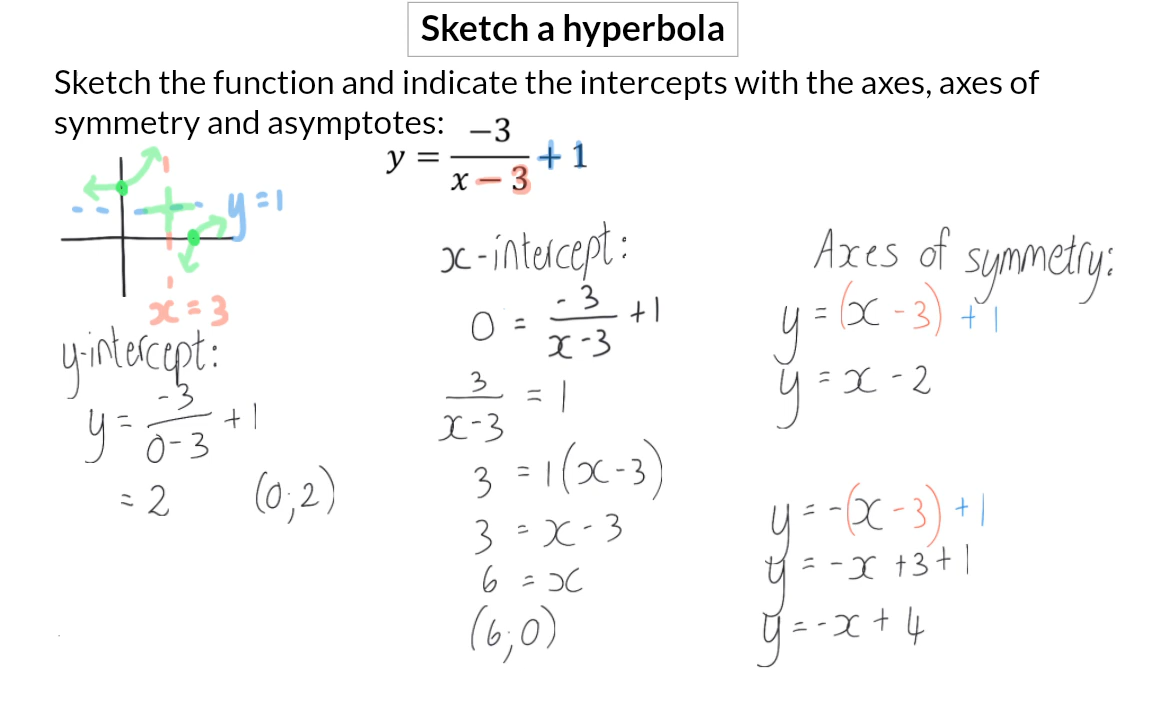 Sketch a hyperbola
Sketch the function and indicate the intercepts with the axes, axes of
symmetry and asymptotes:
y = -3/(x - 3) + 1
y = 1
x = 3
y-intercept:
y = -3/(0-3) + 1
= 2 (0;2)
x-intercept:
0 = -3/(x-3) + 1
3/(x-3) = 1
3 = 1(x-3)
3 = x - 3
6 = x
(6;0)
Axes of symmetry:
y = (x - 3) + 1
y = x - 2
y = -(x - 3) + 1
y = -x + 3 + 1
y = -x + 4